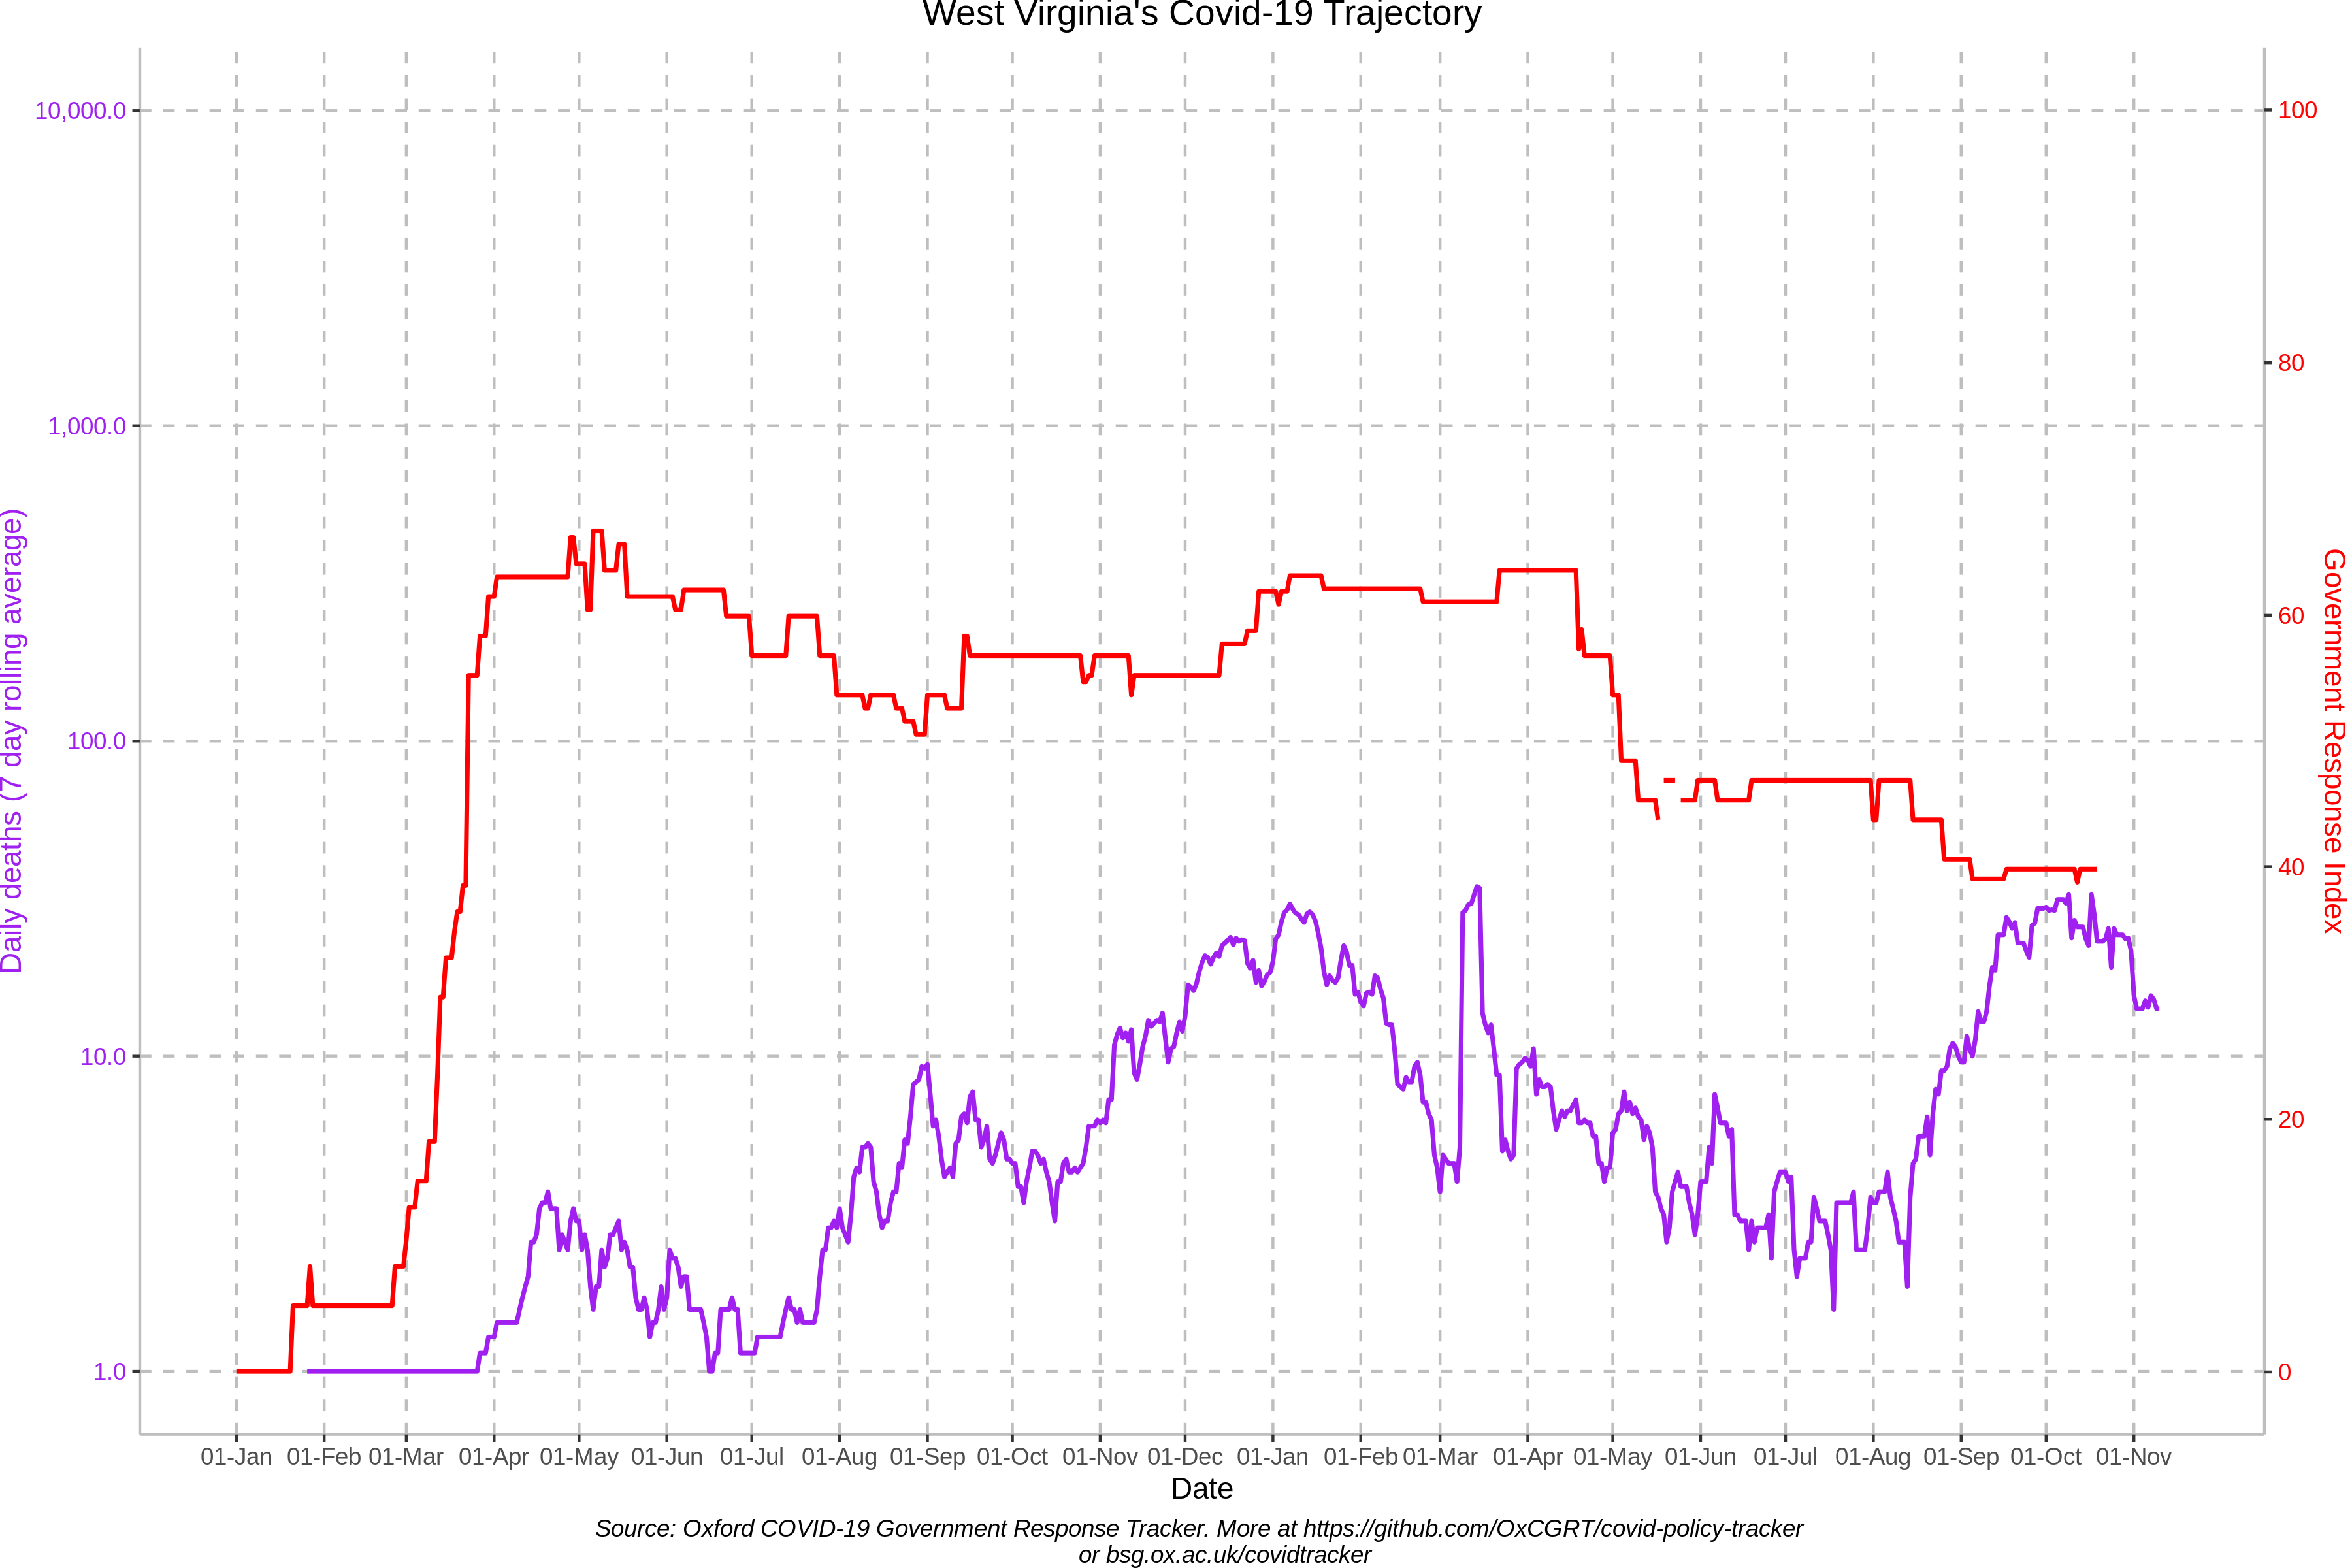 West Virginia's Covid-19 Trajectory
10,000.0
1,000.0
100.0
10.0
1.0
Daily deaths (7 day rolling average)
100
80
60
40
20
0
Government Response Index
01-Jan 01-Feb 01-Mar 01-Apr 01-May 01-Jun 01-Jul 01-Aug 01-Sep 01-Oct 01-Nov 01-Dec 01-Jan 01-Feb 01-Mar 01-Apr 01-May 01-Jun 01-Jul 01-Aug 01-Sep 01-Oct 01-Nov
Date
Source: Oxford COVID-19 Government Response Tracker. More at https://github.com/OxCGRT/covid-policy-tracker
or bsg.ox.ac.uk/covidtracker